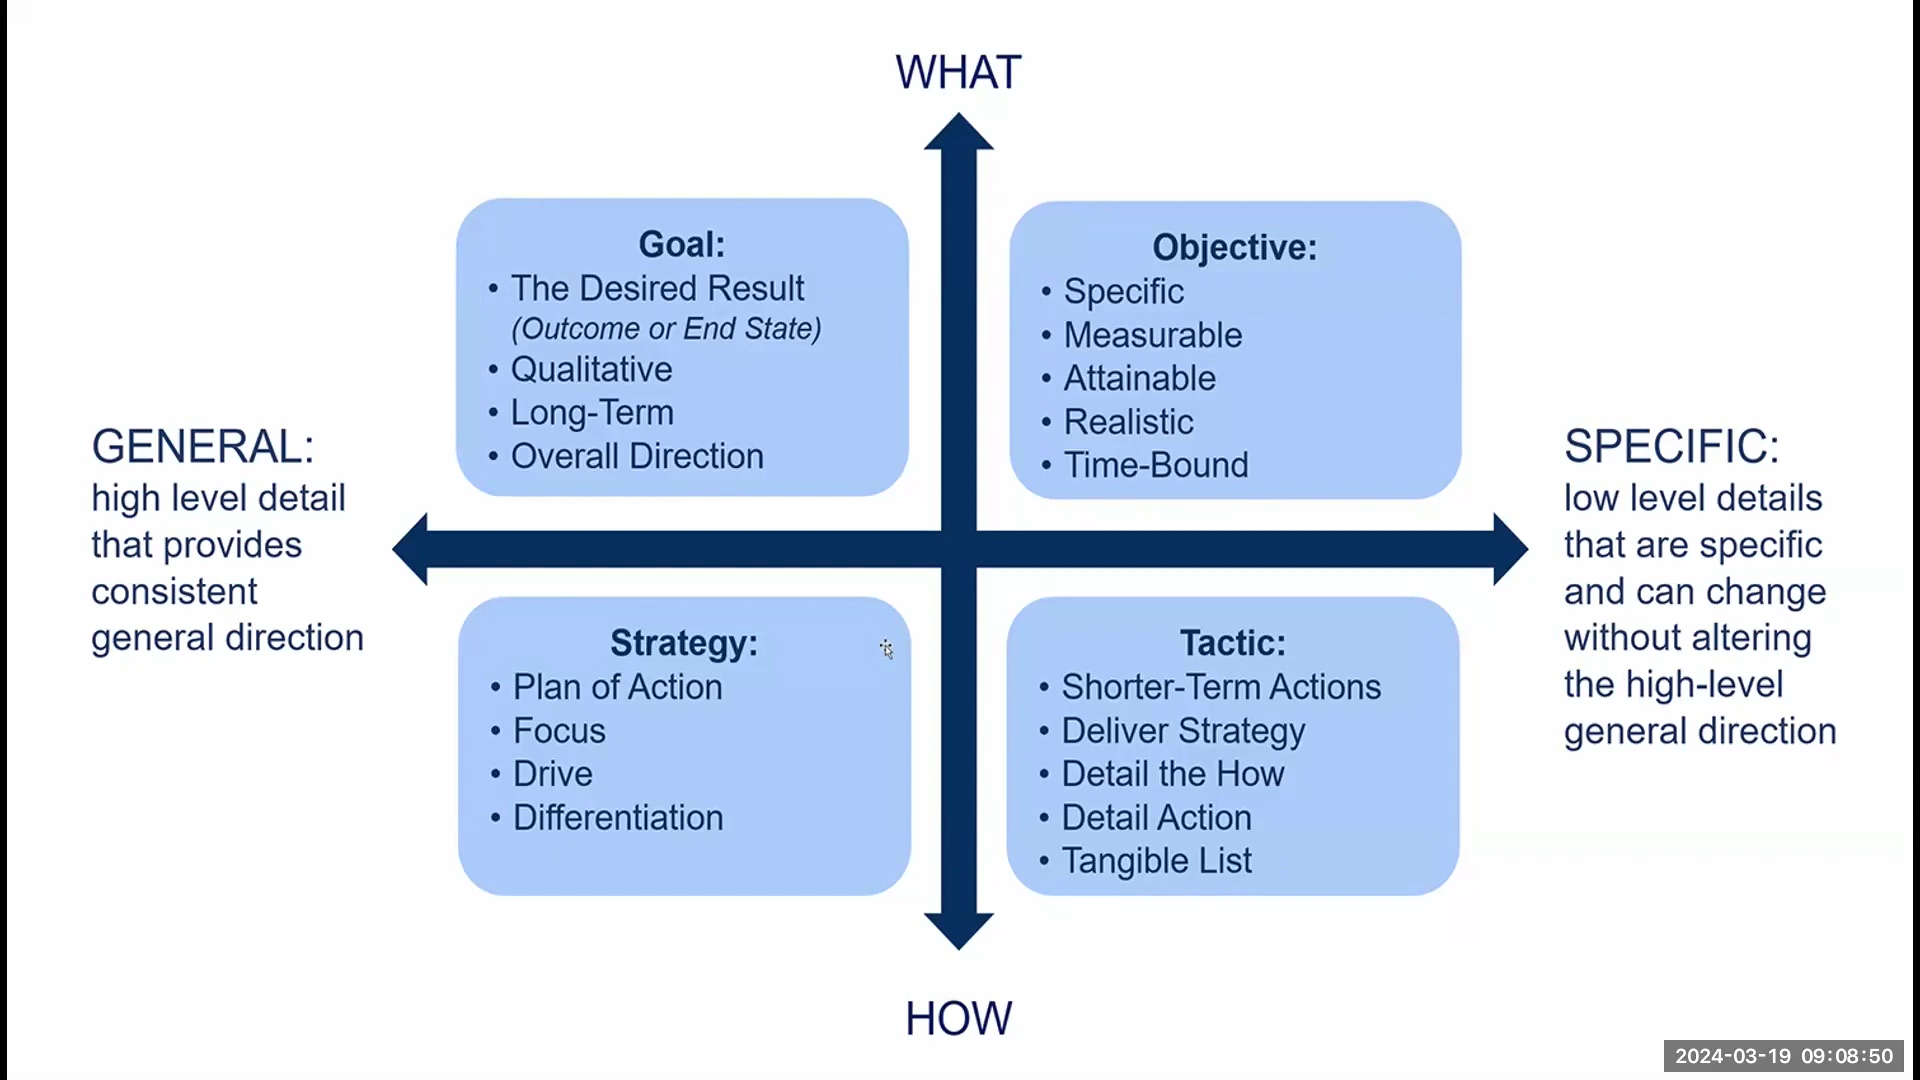 WHAT
Goal:
• The Desired Result
(Outcome or End State)
• Qualitative
• Long-Term
• Overall Direction
Objective:
• Specific
• Measurable
• Attainable
• Realistic
• Time-Bound
GENERAL:
high level detail
that provides
consistent
general direction
SPECIFIC:
low level details
that are specific
and can change
without altering
the high-level
general direction
Strategy:
• Plan of Action
• Focus
• Drive
• Differentiation
Tactic:
• Shorter-Term Actions
• Deliver Strategy
• Detail the How
• Detail Action
• Tangible List
HOW
2024-03-19 09:08:50